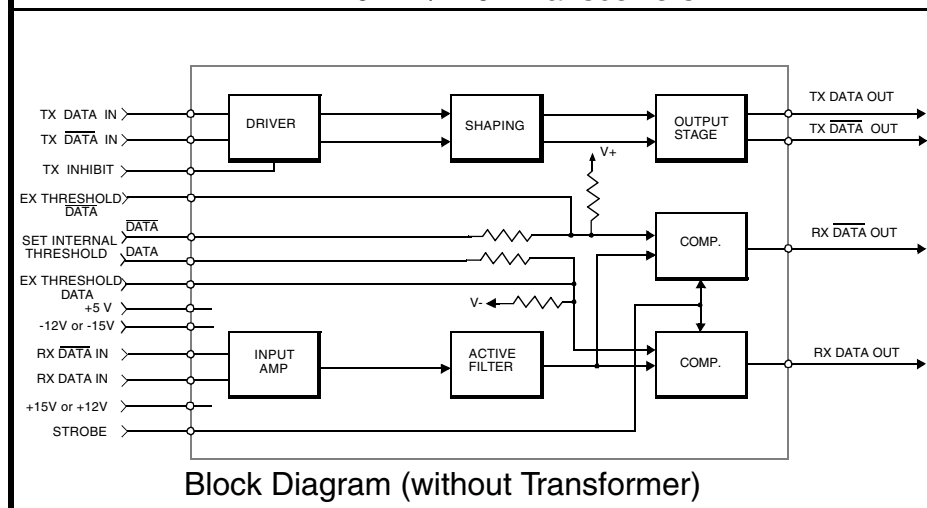 TX DATA IN
TX DATA IN
TX INHIBIT
EX THRESHOLD
DATA
DATA
SET INTERNAL
THRESHOLD
DATA
EX THRESHOLD
DATA
+5 V
-12V or -15V
RX DATA IN
RX DATA IN
+15V or +12V
STROBE
DRIVER
SHAPING
OUTPUT
STAGE
V+
COMP.
V-
INPUT
AMP
ACTIVE
FILTER
COMP.
TX DATA OUT
TX DATA OUT
RX DATA OUT
RX DATA OUT
Block Diagram (without Transformer)